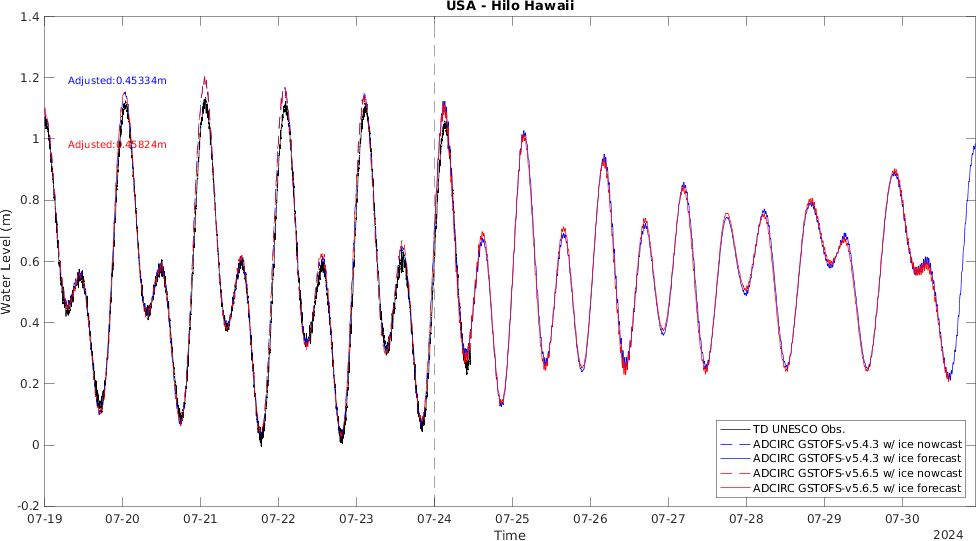 USA - Hilo Hawaii
1.4
1.2
1
0.8
0.6
0.4
0.2
0
-0.2
Water Level (m)
Adjusted:0.45334m
Adjusted:0.45824m
TD UNESCO Obs.
ADCIRC GSTOFS-v5.4.3 w/ ice nowcast
ADCIRC GSTOFS-v5.4.3 w/ ice forecast
ADCIRC GSTOFS-v5.6.5 w/ ice nowcast
ADCIRC GSTOFS-v5.6.5 w/ ice forecast
07-19 07-20 07-21 07-22 07-23 07-24 07-25 07-26 07-27 07-28 07-29 07-30
Time
2024